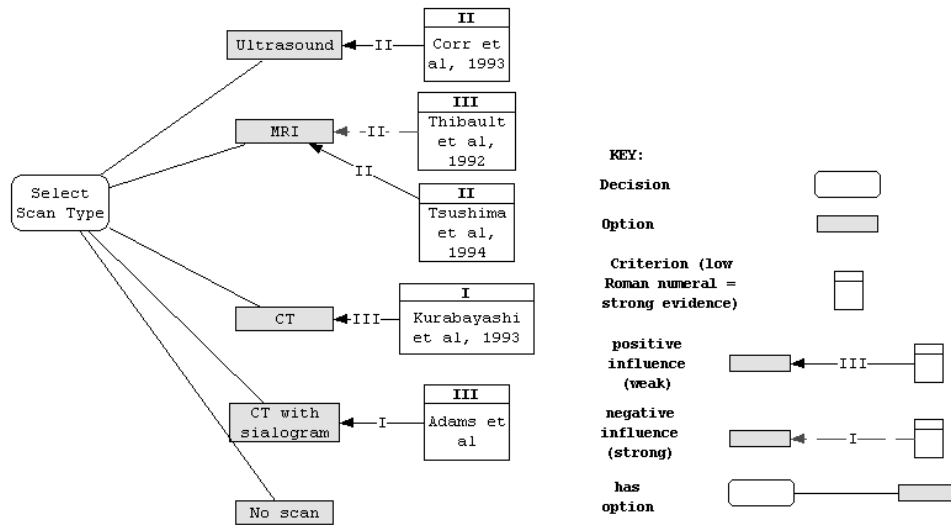 II
Ultrasound
II
Corr et
al, 1993
III
MRI
II
Thibault
et al,
1992
II
II
Select
Scan Type
Tsushima
et al,
1994
I
CT
III
Kurabayashi
et al, 1993
III
CT with
sialogram
I
Adams et
al
No scan
KEY:
Decision
Option
Criterion (low
Roman numeral =
strong evidence)
positive
influence
(weak)
III
negative
influence
(strong)
I
has
option